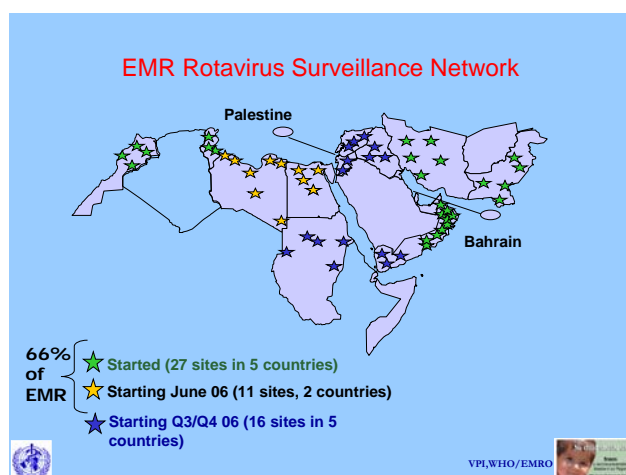 EMR Rotavirus Surveillance Network
Palestine
Bahrain
66%
of
EMR
Started (27 sites in 5 countries)
Starting June 06 (11 sites, 2 countries)
Starting Q3/Q4 06 (16 sites in 5
countries)
VPI,WHO/EMRO